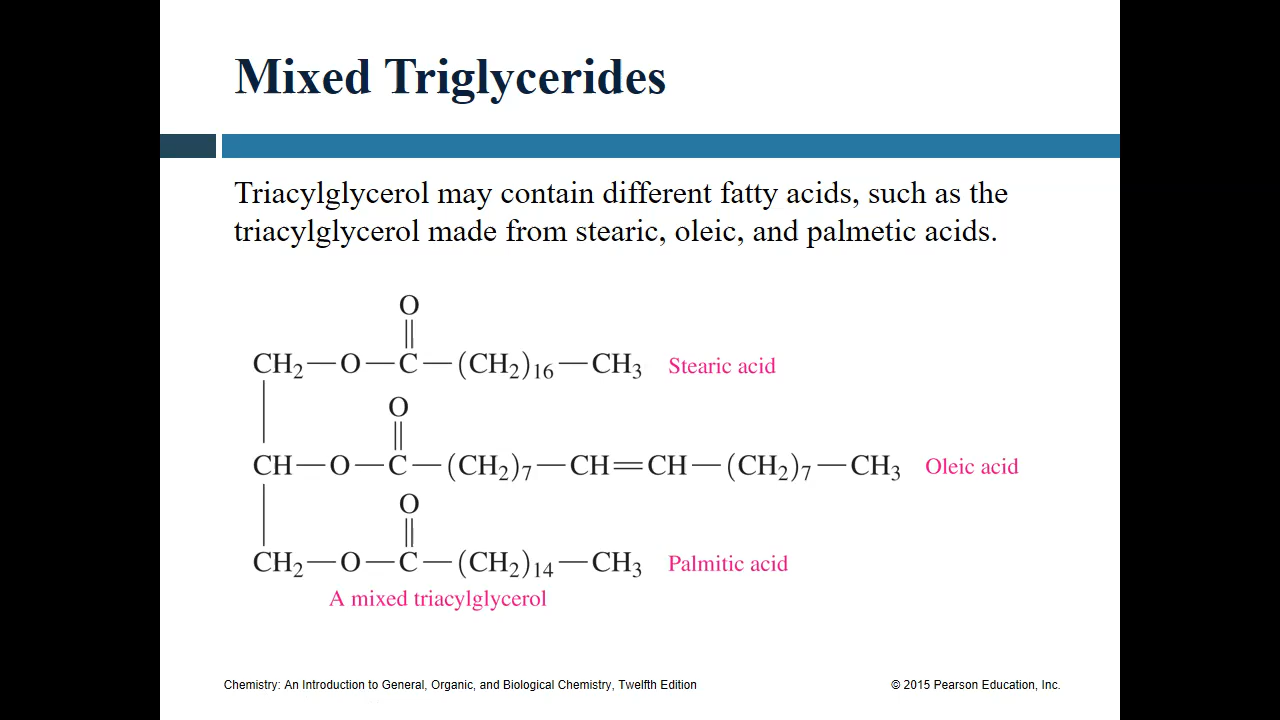 Mixed Triglycerides
Triacylglycerol may contain different fatty acids, such as the
triacylglycerol made from stearic, oleic, and palmetic acids.
O
CH₂—O—C—(CH₂)₁₆—CH₃ Stearic acid
O
CH—O—C—(CH₂)₇—CH=CH—(CH₂)₇—CH₃ Oleic acid
O
CH₂—O—C—(CH₂)₁₄—CH₃ Palmitic acid
A mixed triacylglycerol
Chemistry: An Introduction to General, Organic, and Biological Chemistry, Twelfth Edition
© 2015 Pearson Education, Inc.